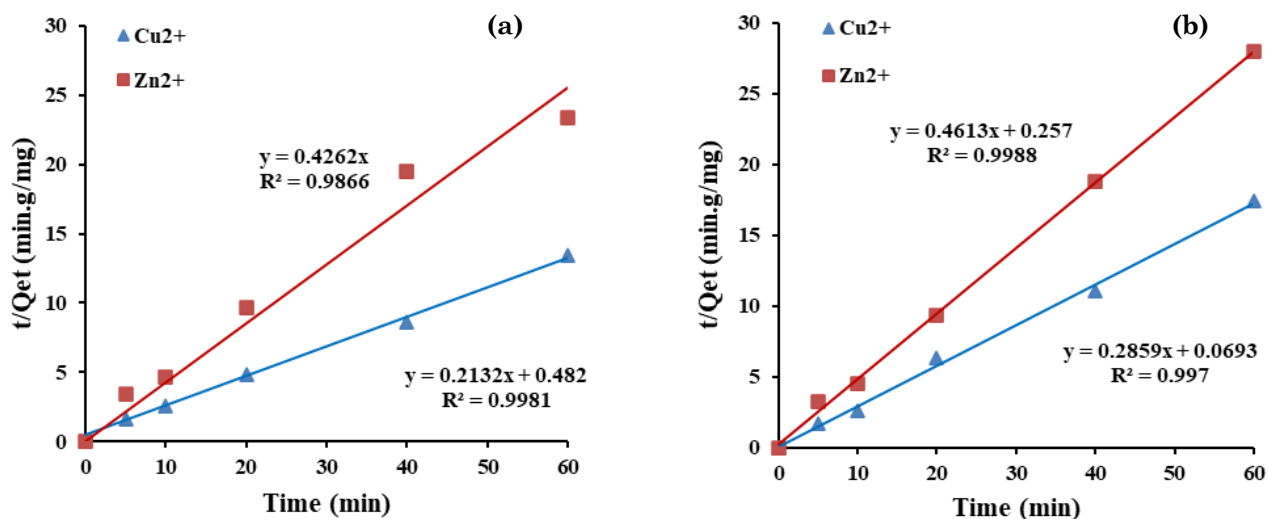 (a)
Cu2+
Zn2+
y = 0.4262x
R² = 0.9866
y = 0.2132x + 0.482
R² = 0.9981
t/Qet (min.g/mg)
30
25
20
15
10
5
0
0 10 20 30 40 50 60
Time (min)
(b)
Cu2+
Zn2+
y = 0.4613x + 0.257
R² = 0.9988
y = 0.2859x + 0.0693
R² = 0.997
t/Qet (min.g/mg)
30
25
20
15
10
5
0
0 10 20 30 40 50 60
Time (min)